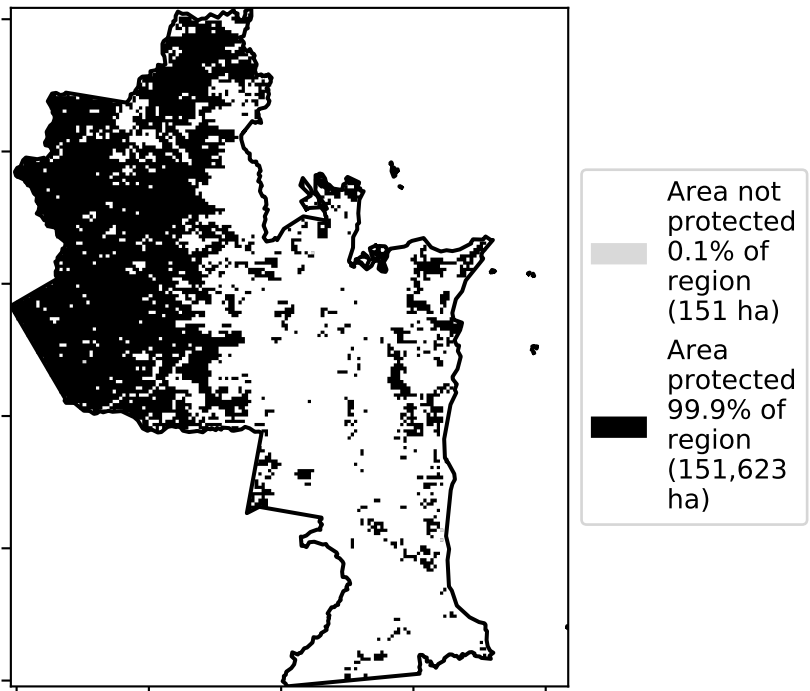 Area not
protected
0.1% of
region
(151 ha)
Area
protected
99.9% of
region
(151,623
ha)